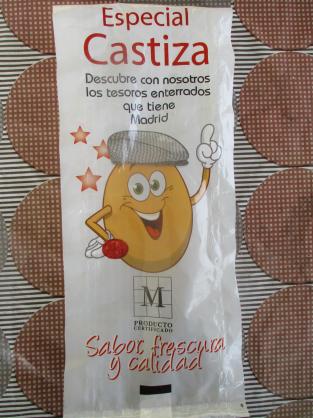 Especial
Castiza
Descubre con nosotros
los tesoros enterrados
que tiene
Madrid
M
PRODUCTO
CERTIFICADO
Sabor, frescura
y calidad